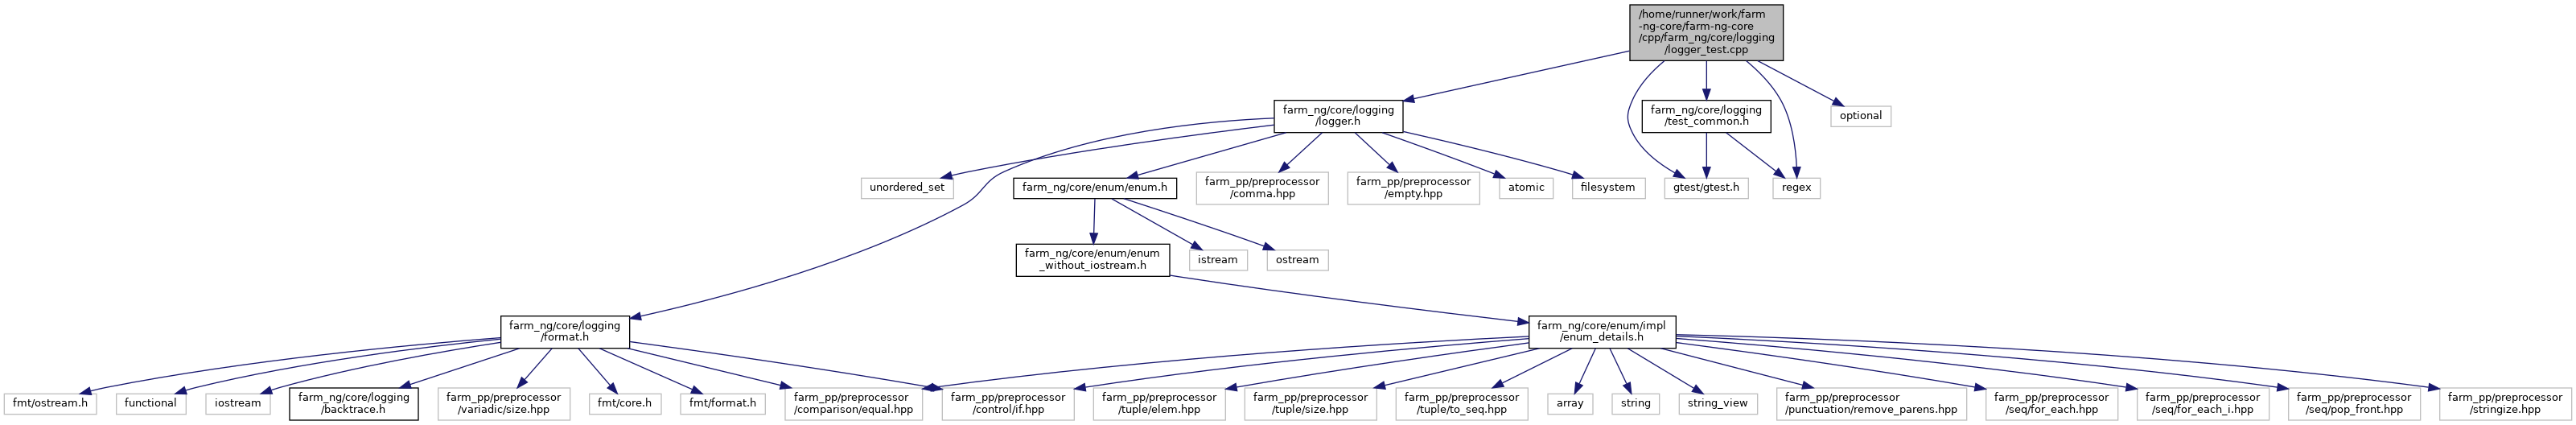 /home/runner/work/farm
-ng-core/farm-ng-core
/cpp/farm_ng/core/logging
/logger_test.cpp
farm_ng/core/logging
/logger.h
farm_ng/core/logging
/test_common.h
optional
unordered_set
farm_ng/core/enum/enum.h
farm_pp/preprocessor
/comma.hpp
farm_pp/preprocessor
/empty.hpp
atomic
filesystem
gtest/gtest.h
regex
farm_ng/core/enum/enum
_without_iostream.h
istream
ostream
farm_ng/core/logging
/format.h
farm_ng/core/enum/impl
/enum_details.h
fmt/ostream.h
functional
iostream
farm_ng/core/logging
/backtrace.h
farm_pp/preprocessor
/variadic/size.hpp
fmt/core.h
fmt/format.h
farm_pp/preprocessor
/comparison/equal.hpp
farm_pp/preprocessor
/control/if.hpp
farm_pp/preprocessor
/tuple/elem.hpp
farm_pp/preprocessor
/tuple/size.hpp
farm_pp/preprocessor
/tuple/to_seq.hpp
array
string
string_view
farm_pp/preprocessor
/punctuation/remove_parens.hpp
farm_pp/preprocessor
/seq/for_each.hpp
farm_pp/preprocessor
/seq/for_each_i.hpp
farm_pp/preprocessor
/seq/pop_front.hpp
farm_pp/preprocessor
/stringize.hpp